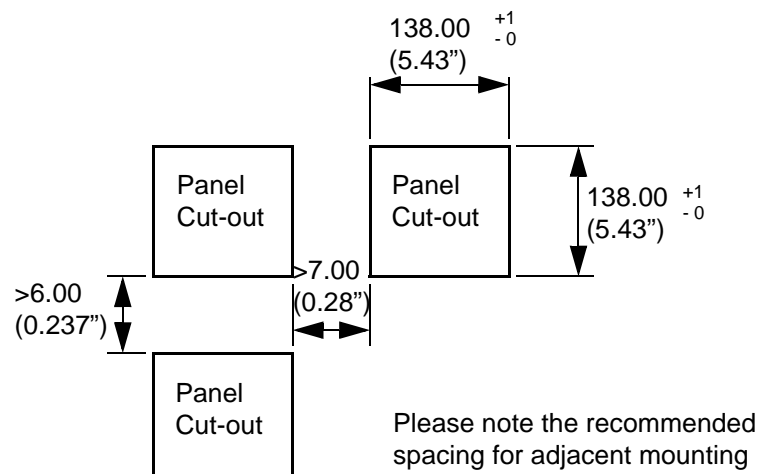 138.00 +1
- 0
(5.43”)
Panel
Cut-out
Panel
Cut-out
138.00 +1
- 0
(5.43”)
>7.00
(0.28”)
>6.00
(0.237”)
Panel
Cut-out
Please note the recommended
spacing for adjacent mounting